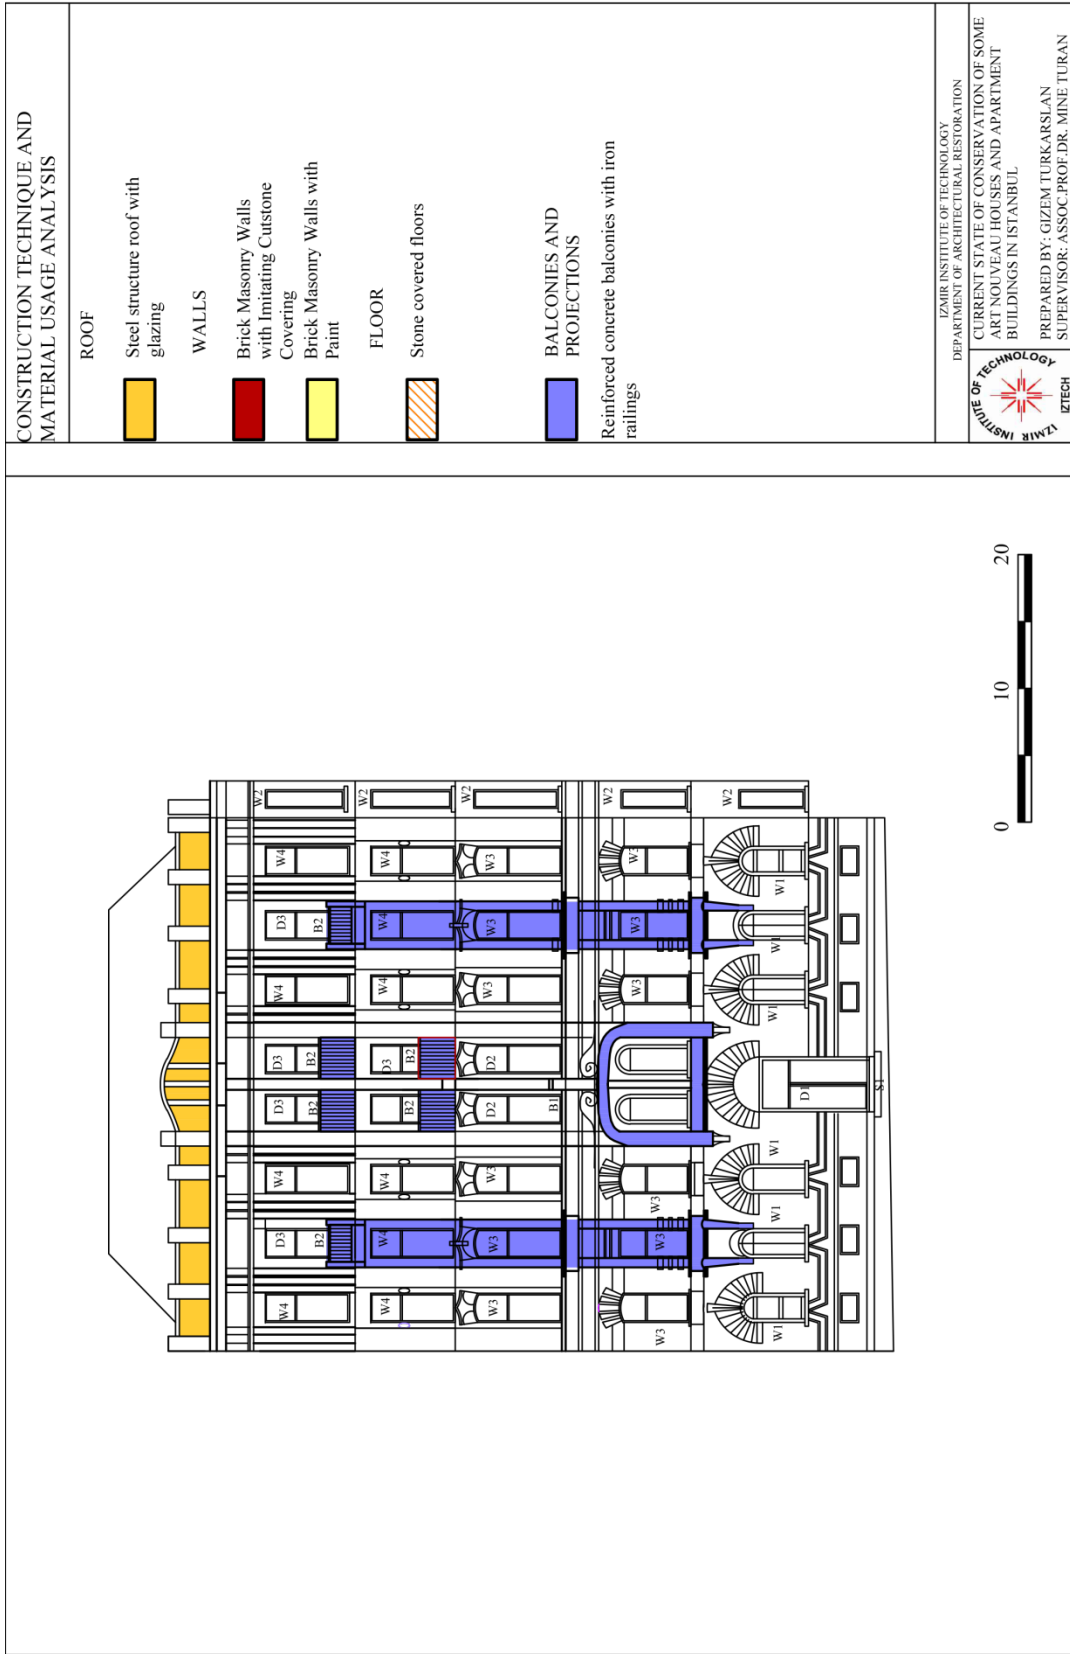 W2
W4 D3 W4 D3 D3 W4 D3 W4
B2 B2 B2 B2
W2
W4 W4 W4 D3 W4 W4 W4
B2 B2
W2
W3 W3 W3 D2 D2 W3 W3 W3
B1
W2
W3 W3 W3 W3 W3 W3
W2
W1 W1 W1 D1 W1 W1 W1
S1
0 10 20
CONSTRUCTION TECHNIQUE AND
MATERIAL USAGE ANALYSIS
ROOF
Steel structure roof with
glazing
WALLS
Brick Masonry Walls
with Imitating Cutstone
Covering
Brick Masonry Walls with
Paint
FLOOR
Stone covered floors
BALCONIES AND
PROJECTIONS
Reinforced concrete balconies with iron
railings
IZMIR INSTITUTE OF TECHNOLOGY
DEPARTMENT OF ARCHITECTURAL RESTORATION
IZMIR INSTITUTE OF TECHNOLOGY
IZTECH
CURRENT STATE OF CONSERVATION OF SOME
ART NOUVEAU HOUSES AND APARTMENT
BUILDINGS IN ISTANBUL
PREPARED BY: GIZEM TURKARSLAN
SUPERVISOR: ASSOC.PROF.DR. MINE TURAN